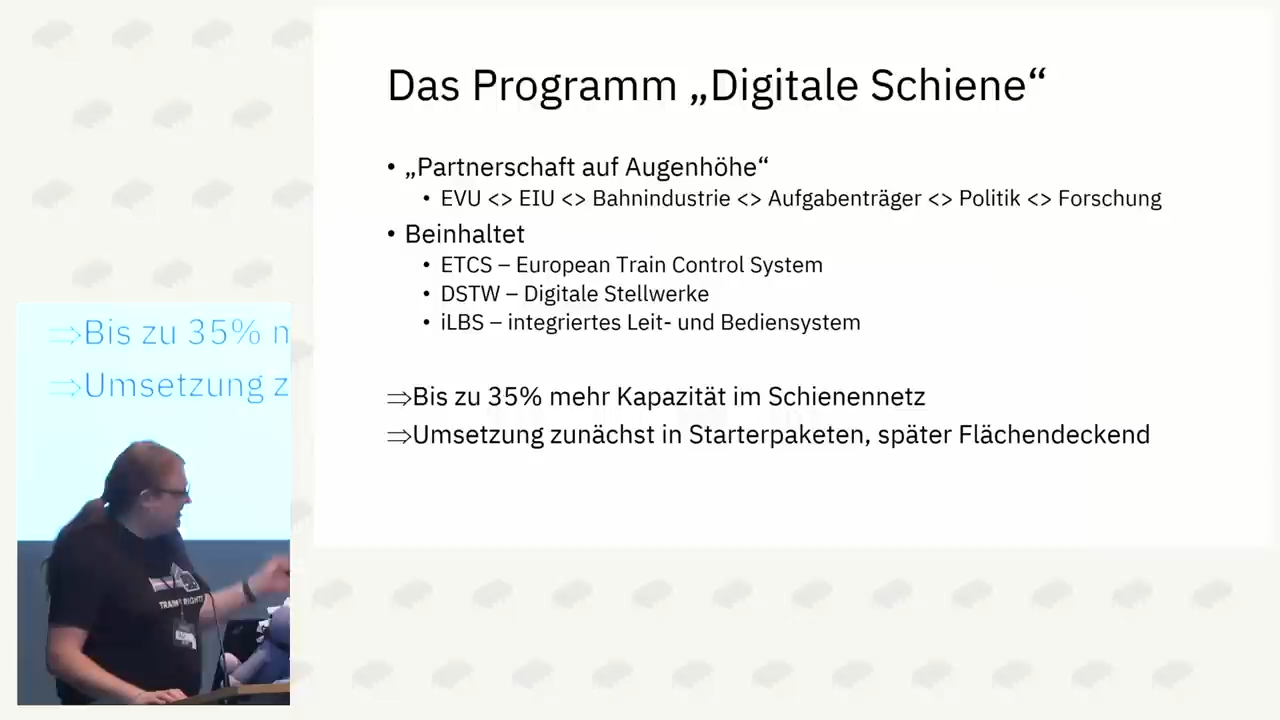 Das Programm „Digitale Schiene“
• „Partnerschaft auf Augenhöhe“
• EVU <> EIU <> Bahnindustrie <> Aufgabenträger <> Politik <> Forschung
• Beinhaltet
• ETCS – European Train Control System
• DSTW – Digitale Stellwerke
• iLBS – integriertes Leit- und Bediensystem
⇒Bis zu 35% mehr Kapazität im Schienennetz
⇒Umsetzung zunächst in Starterpaketen, später Flächendeckend
⇒Bis zu 35% m
⇒Umsetzung z